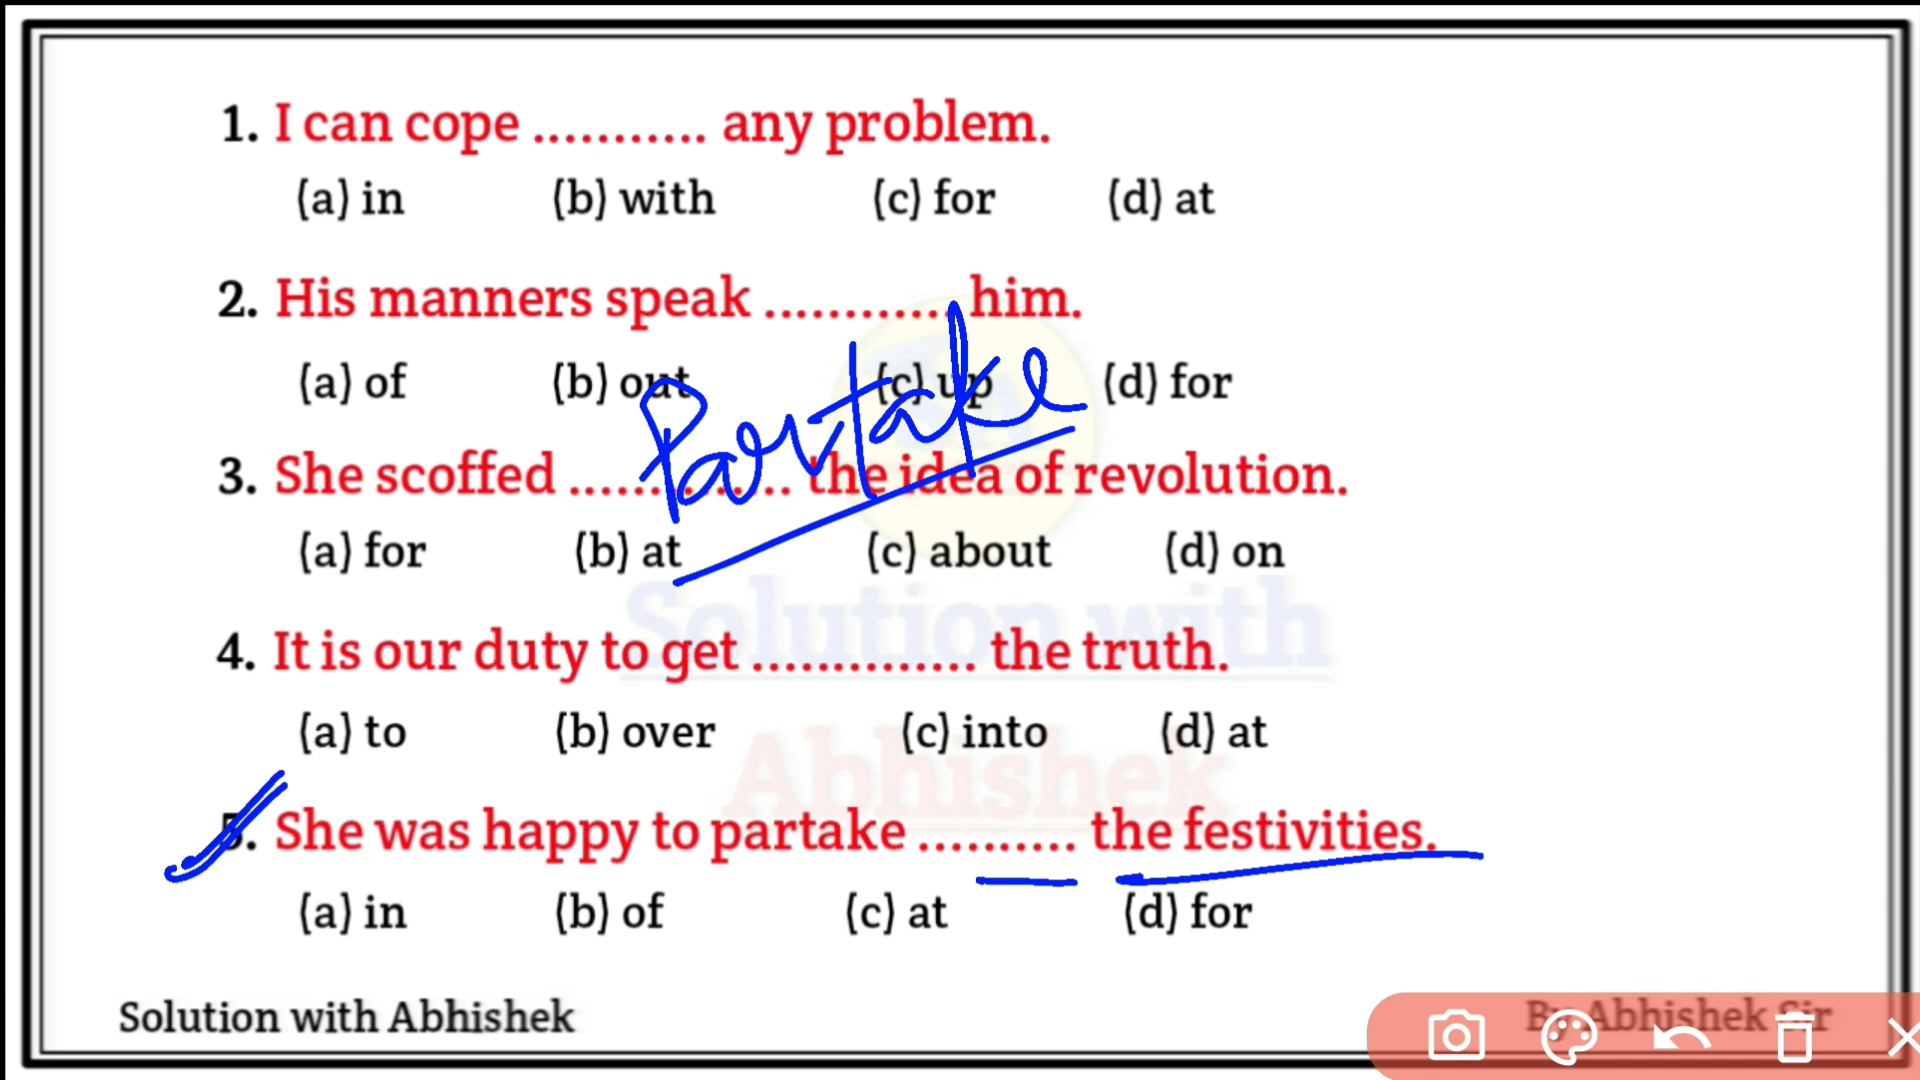 1. I can cope ........... any problem.
(a) in (b) with (c) for (d) at
2. His manners speak ............ him.
(a) of (b) out (c) up (d) for
Partake
3. She scoffed .............. the idea of revolution.
(a) for (b) at (c) about (d) on
Solution with
4. It is our duty to get .............. the truth.
(a) to (b) over (c) into (d) at
Abhishek
5. She was happy to partake .......... the festivities.
(a) in (b) of (c) at (d) for
Solution with Abhishek By Abhishek Sir